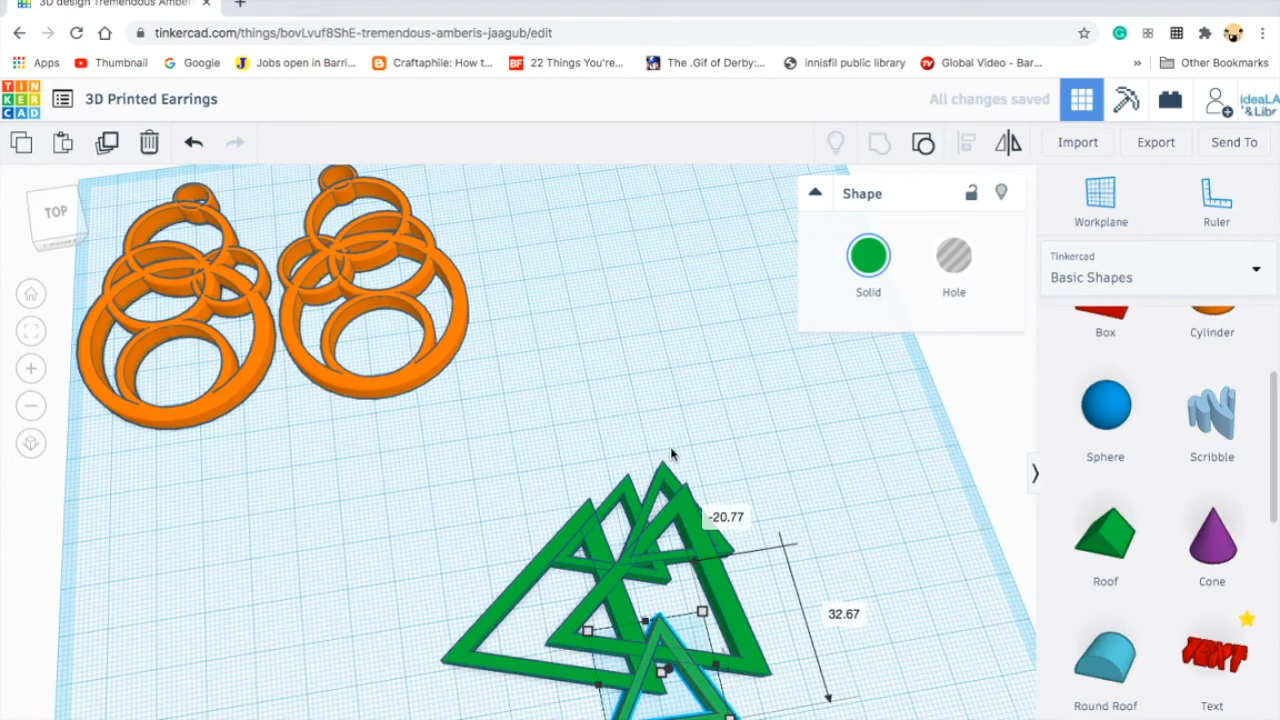 3D design Tremendous Amberi
tinkercad.com/things/bovLvuf8ShE-tremendous-amberis-jaagub/edit
Apps Thumbnail Google Jobs open in Barri... Craftaphile: How t... BF 22 Things You're... The .Gif of Derby:... innisfil public library Global Video - Bar... » Other Bookmarks
TIN
KER
CAD
3D Printed Earrings
All changes saved
ideaLA
& Libr
Import Export Send To
TOP
Shape
Solid Hole
Workplane Ruler
Tinkercad
Basic Shapes
Box Cylinder
Sphere Scribble
Roof Cone
TEXT
Round Roof Text
-20.77
32.67